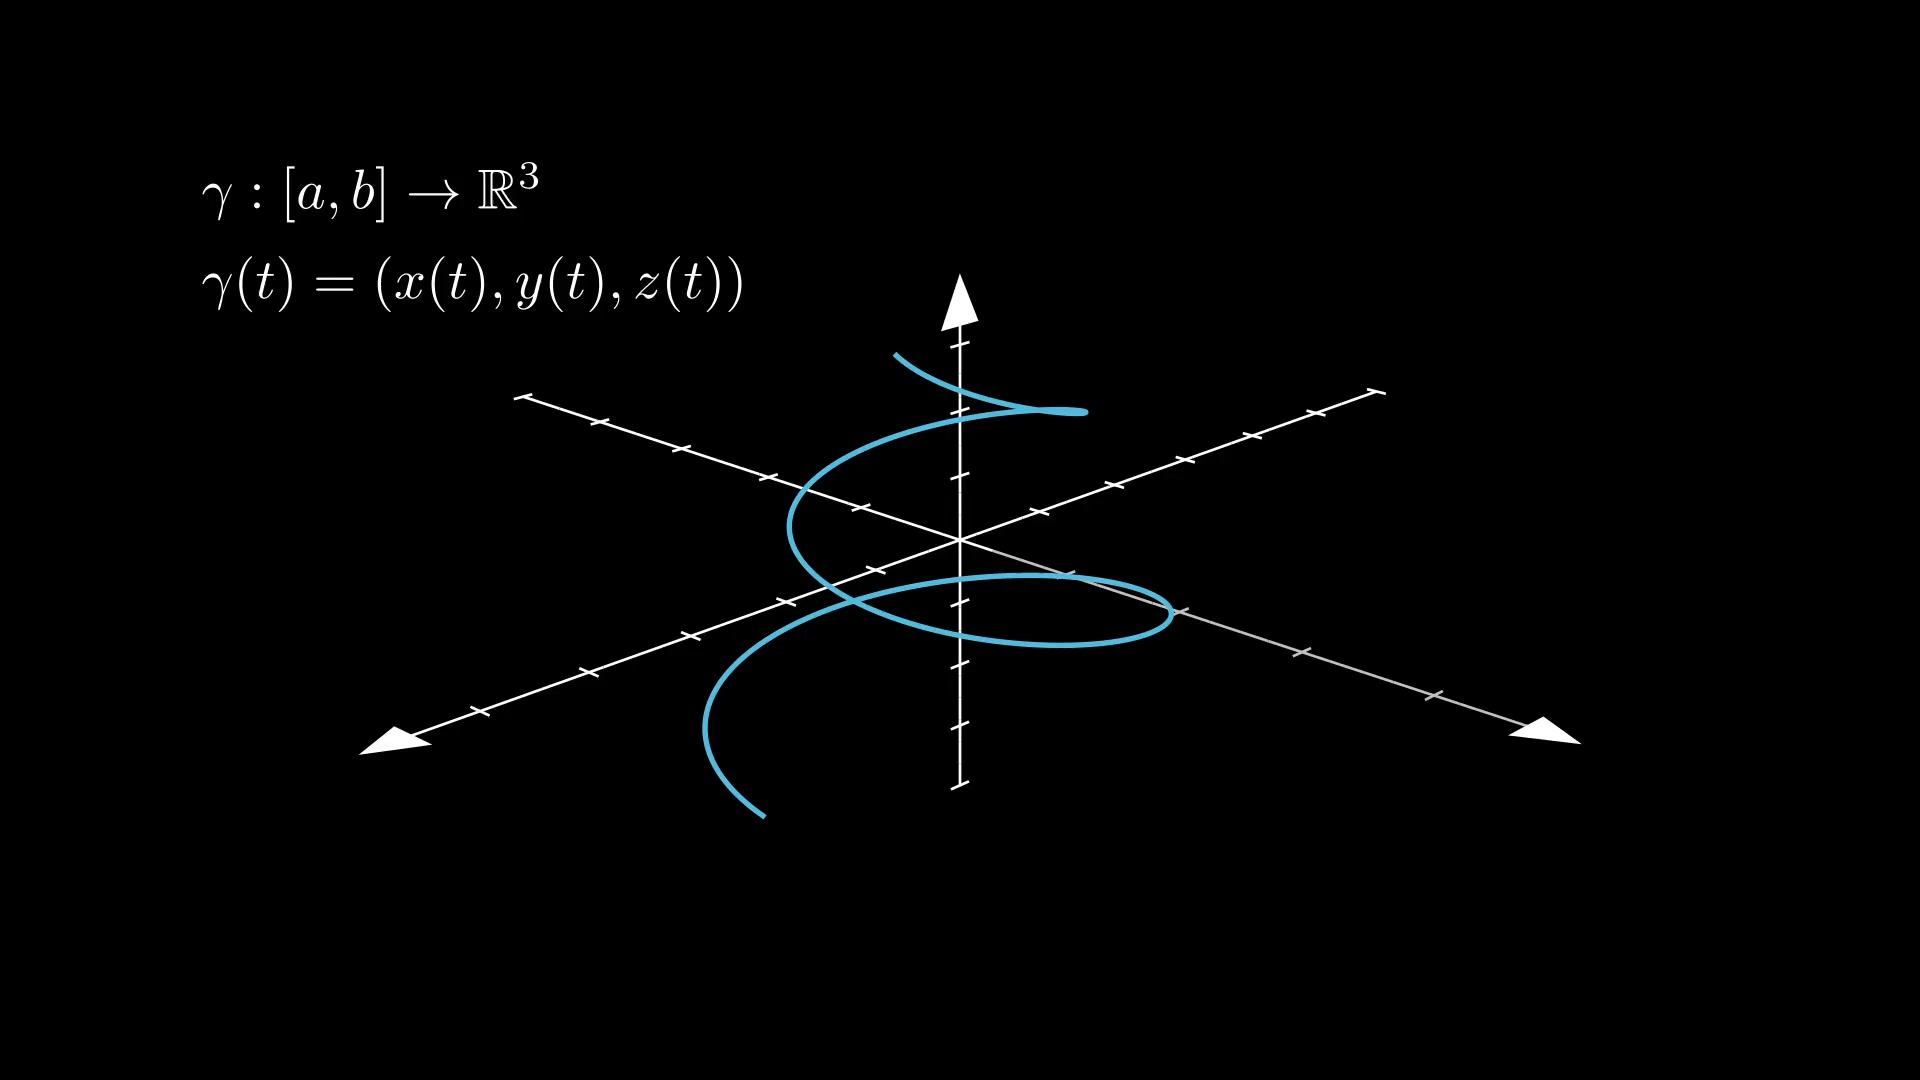 γ : [a, b] → ℝ³
γ(t) = (x(t), y(t), z(t))